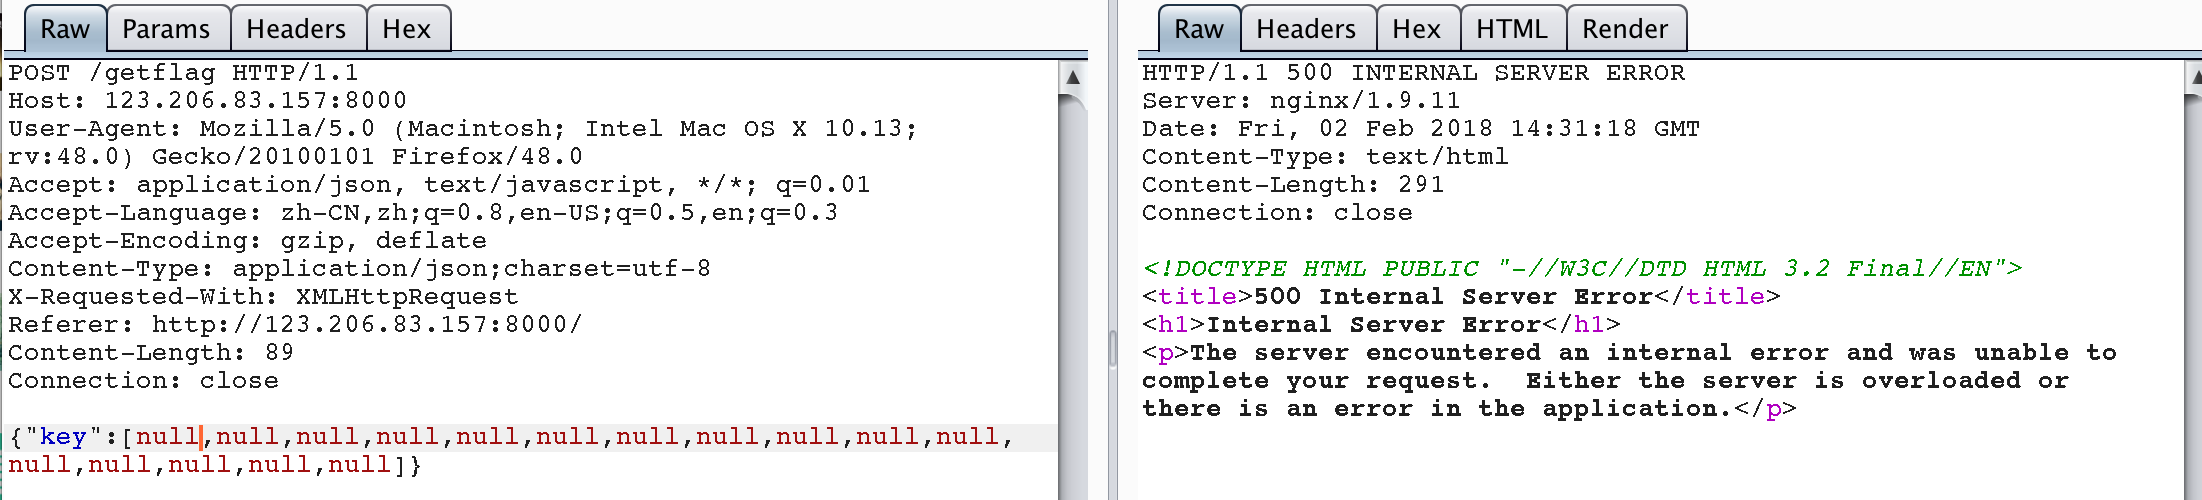 Raw Params Headers Hex
POST /getflag HTTP/1.1
Host: 123.206.83.157:8000
User-Agent: Mozilla/5.0 (Macintosh; Intel Mac OS X 10.13;
rv:48.0) Gecko/20100101 Firefox/48.0
Accept: application/json, text/javascript, */*; q=0.01
Accept-Language: zh-CN,zh;q=0.8,en-US;q=0.5,en;q=0.3
Accept-Encoding: gzip, deflate
Content-Type: application/json;charset=utf-8
X-Requested-With: XMLHttpRequest
Referer: http://123.206.83.157:8000/
Content-Length: 89
Connection: close
{"key":[null,null,null,null,null,null,null,null,null,null,null,
null,null,null,null,null]}
Raw Headers Hex HTML Render
HTTP/1.1 500 INTERNAL SERVER ERROR
Server: nginx/1.9.11
Date: Fri, 02 Feb 2018 14:31:18 GMT
Content-Type: text/html
Content-Length: 291
Connection: close
<!DOCTYPE HTML PUBLIC "-//W3C//DTD HTML 3.2 Final//EN">
<title>500 Internal Server Error</title>
<h1>Internal Server Error</h1>
<p>The server encountered an internal error and was unable to
complete your request.  Either the server is overloaded or
there is an error in the application.</p>